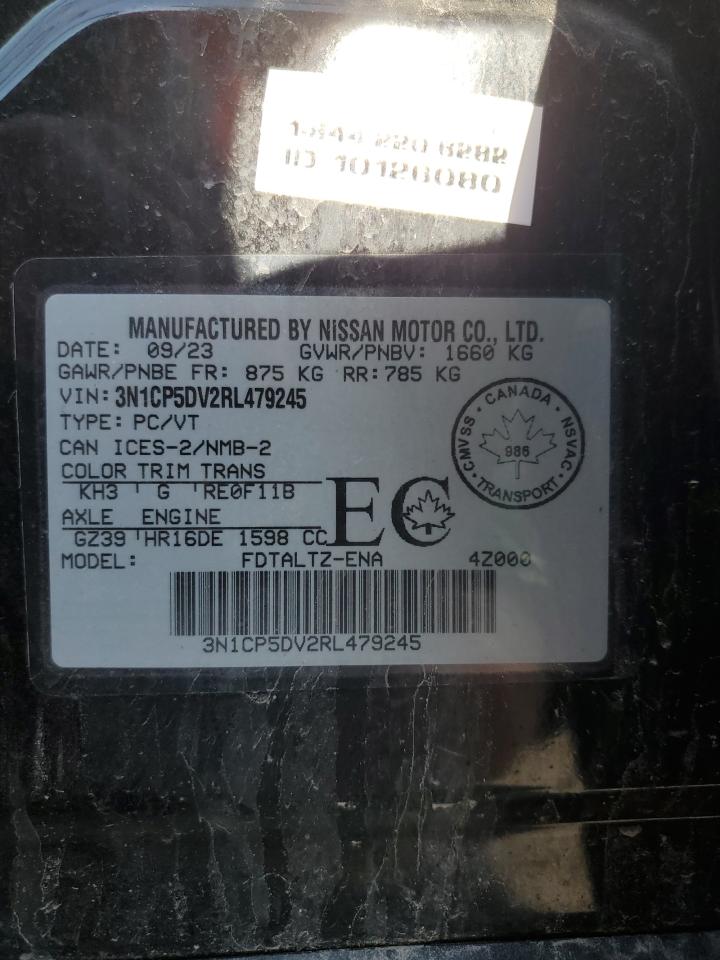 ID 10126080
MANUFACTURED BY NISSAN MOTOR CO., LTD.
DATE: 09/23 GVWR/PNBV: 1660 KG
GAWR/PNBE FR: 875 KG RR: 785 KG
VIN: 3N1CP5DV2RL479245
TYPE: PC/VT
CAN ICES-2/NMB-2
COLOR TRIM TRANS
KH3 G RE0F11B
AXLE ENGINE
GZ39 HR16DE 1598 CC
EC
CANADA
CMVSS NSVAC
986
TRANSPORT
MODEL: FDTALTZ-ENA 4Z000
3N1CP5DV2RL479245